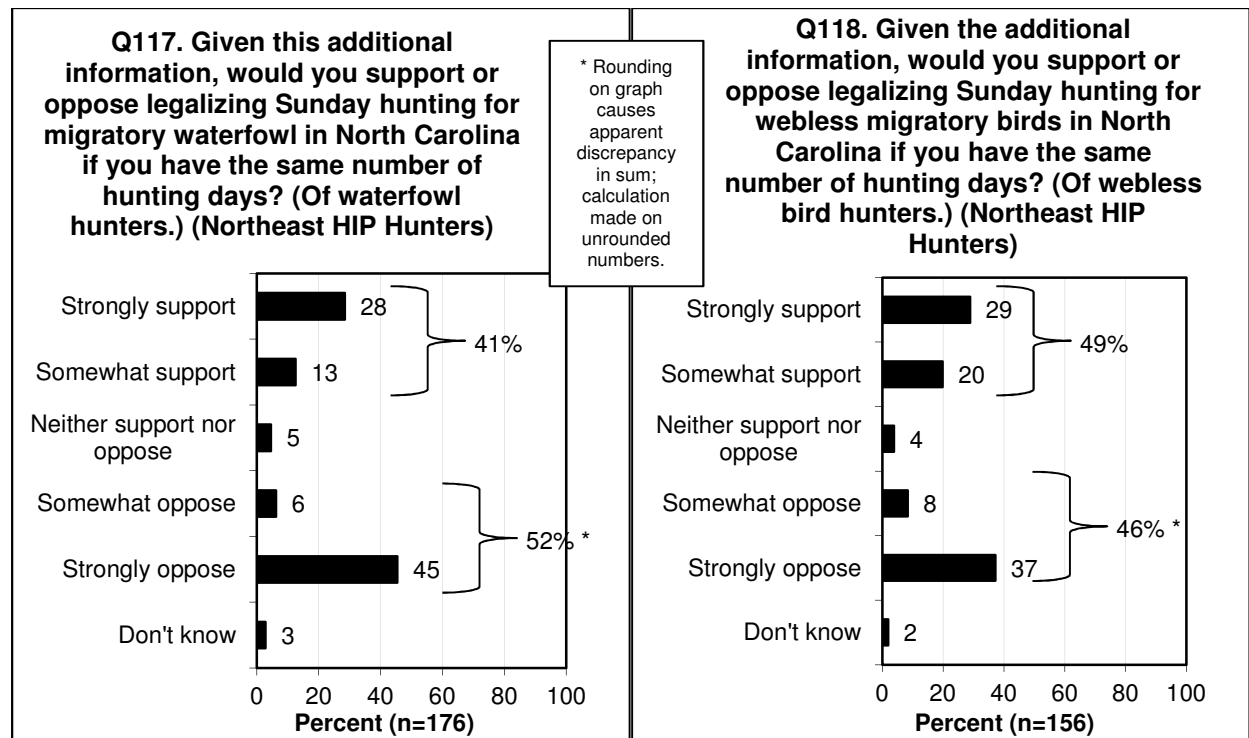 Q117. Given this additional
information, would you support or
oppose legalizing Sunday hunting for
migratory waterfowl in North Carolina
if you have the same number of
hunting days? (Of waterfowl
hunters.) (Northeast HIP Hunters)
Strongly support
28
Somewhat support
13
41%
Neither support nor
oppose
5
Somewhat oppose
6
Strongly oppose
45
52% *
Don't know
3
0 20 40 60 80 100
Percent (n=176)
* Rounding
on graph
causes
apparent
discrepancy
in sum;
calculation
made on
unrounded
numbers.
Q118. Given the additional
information, would you support or
oppose legalizing Sunday hunting for
webless migratory birds in North
Carolina if you have the same
number of hunting days? (Of webless
bird hunters.) (Northeast HIP
Hunters)
Strongly support
29
Somewhat support
20
49%
Neither support nor
oppose
4
Somewhat oppose
8
Strongly oppose
37
46% *
Don't know
2
0 20 40 60 80 100
Percent (n=156)